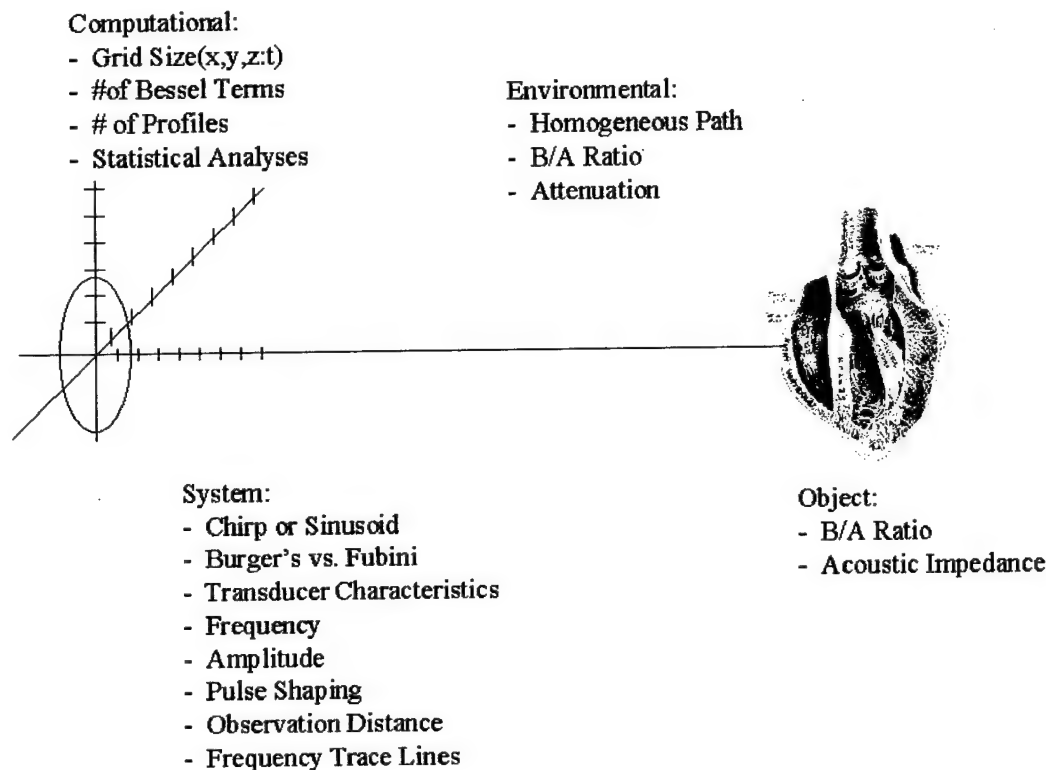 Computational:
- Grid Size(x,y,z:t)
- #of Bessel Terms
- # of Profiles
- Statistical Analyses
Environmental:
- Homogeneous Path
- B/A Ratio
- Attenuation
System:
- Chirp or Sinusoid
- Burger's vs. Fubini
- Transducer Characteristics
- Frequency
- Amplitude
- Pulse Shaping
- Observation Distance
- Frequency Trace Lines
Object:
- B/A Ratio
- Acoustic Impedance